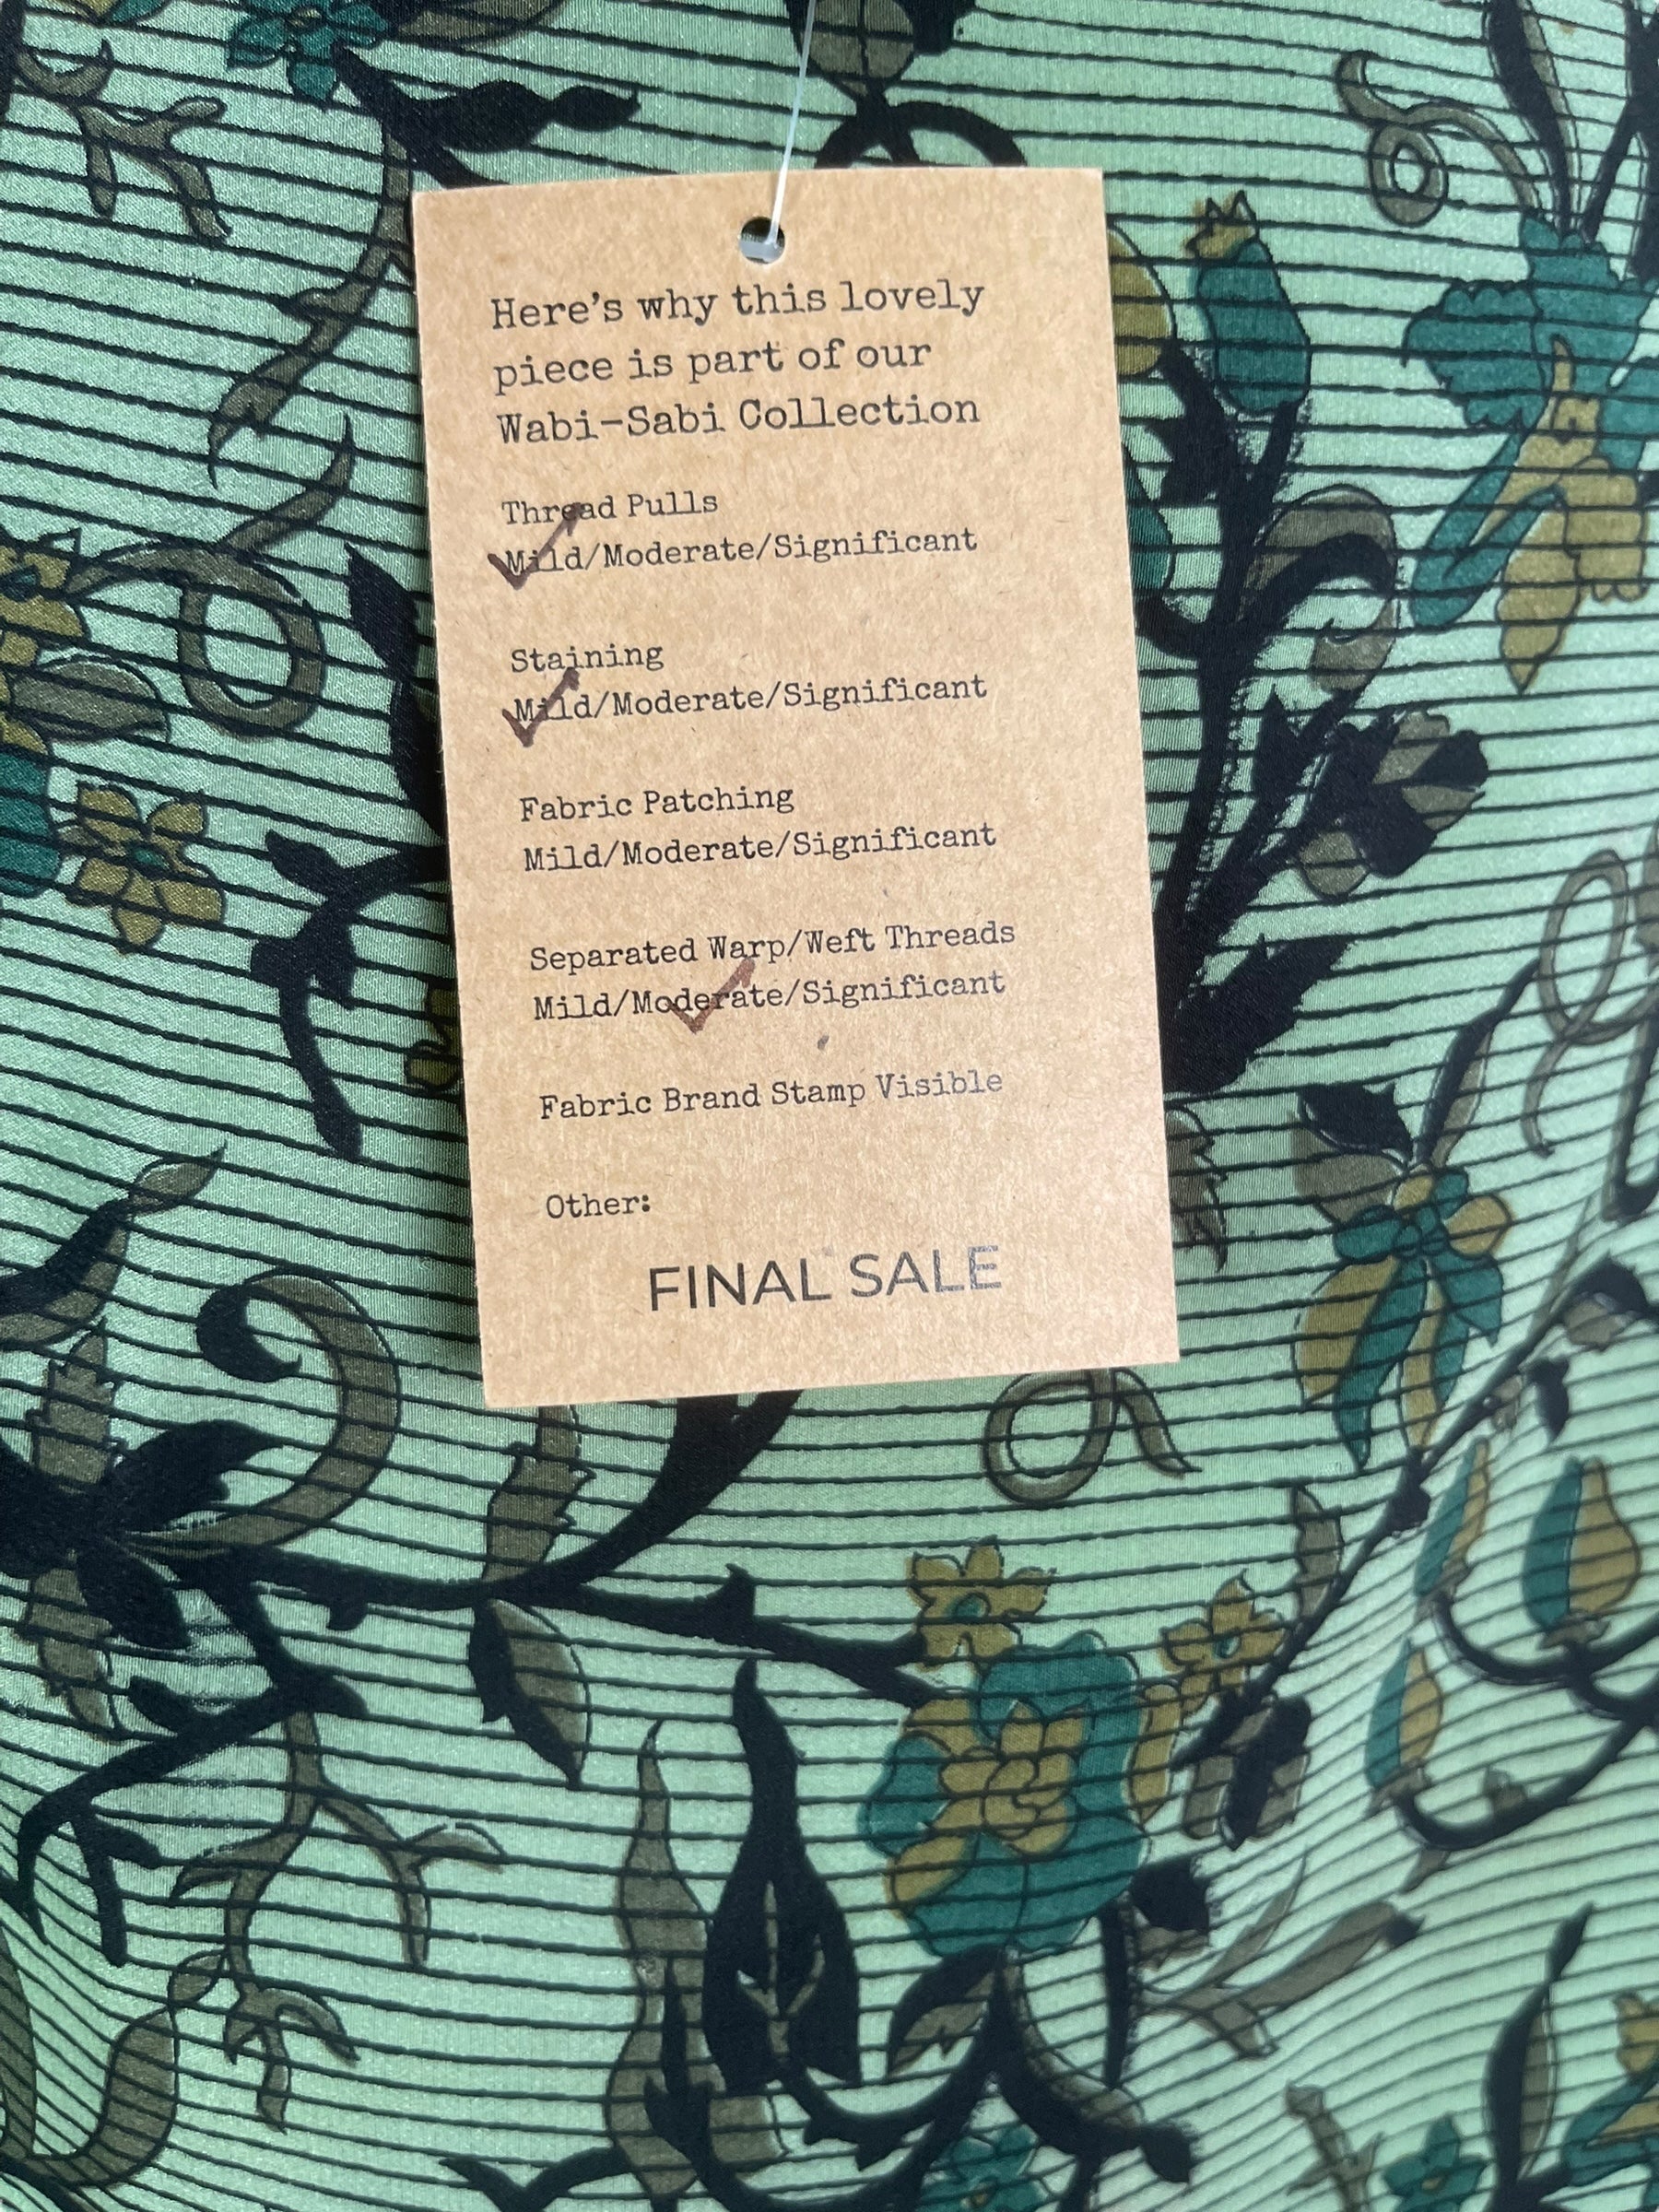 Here’s why this lovely
piece is part of our
Wabi-Sabi Collection
Thread Pulls
Mild/Moderate/Significant
Staining
Mild/Moderate/Significant
Fabric Patching
Mild/Moderate/Significant
Separated Warp/Weft Threads
Mild/Moderate/Significant
Fabric Brand Stamp Visible
Other:
FINAL SALE